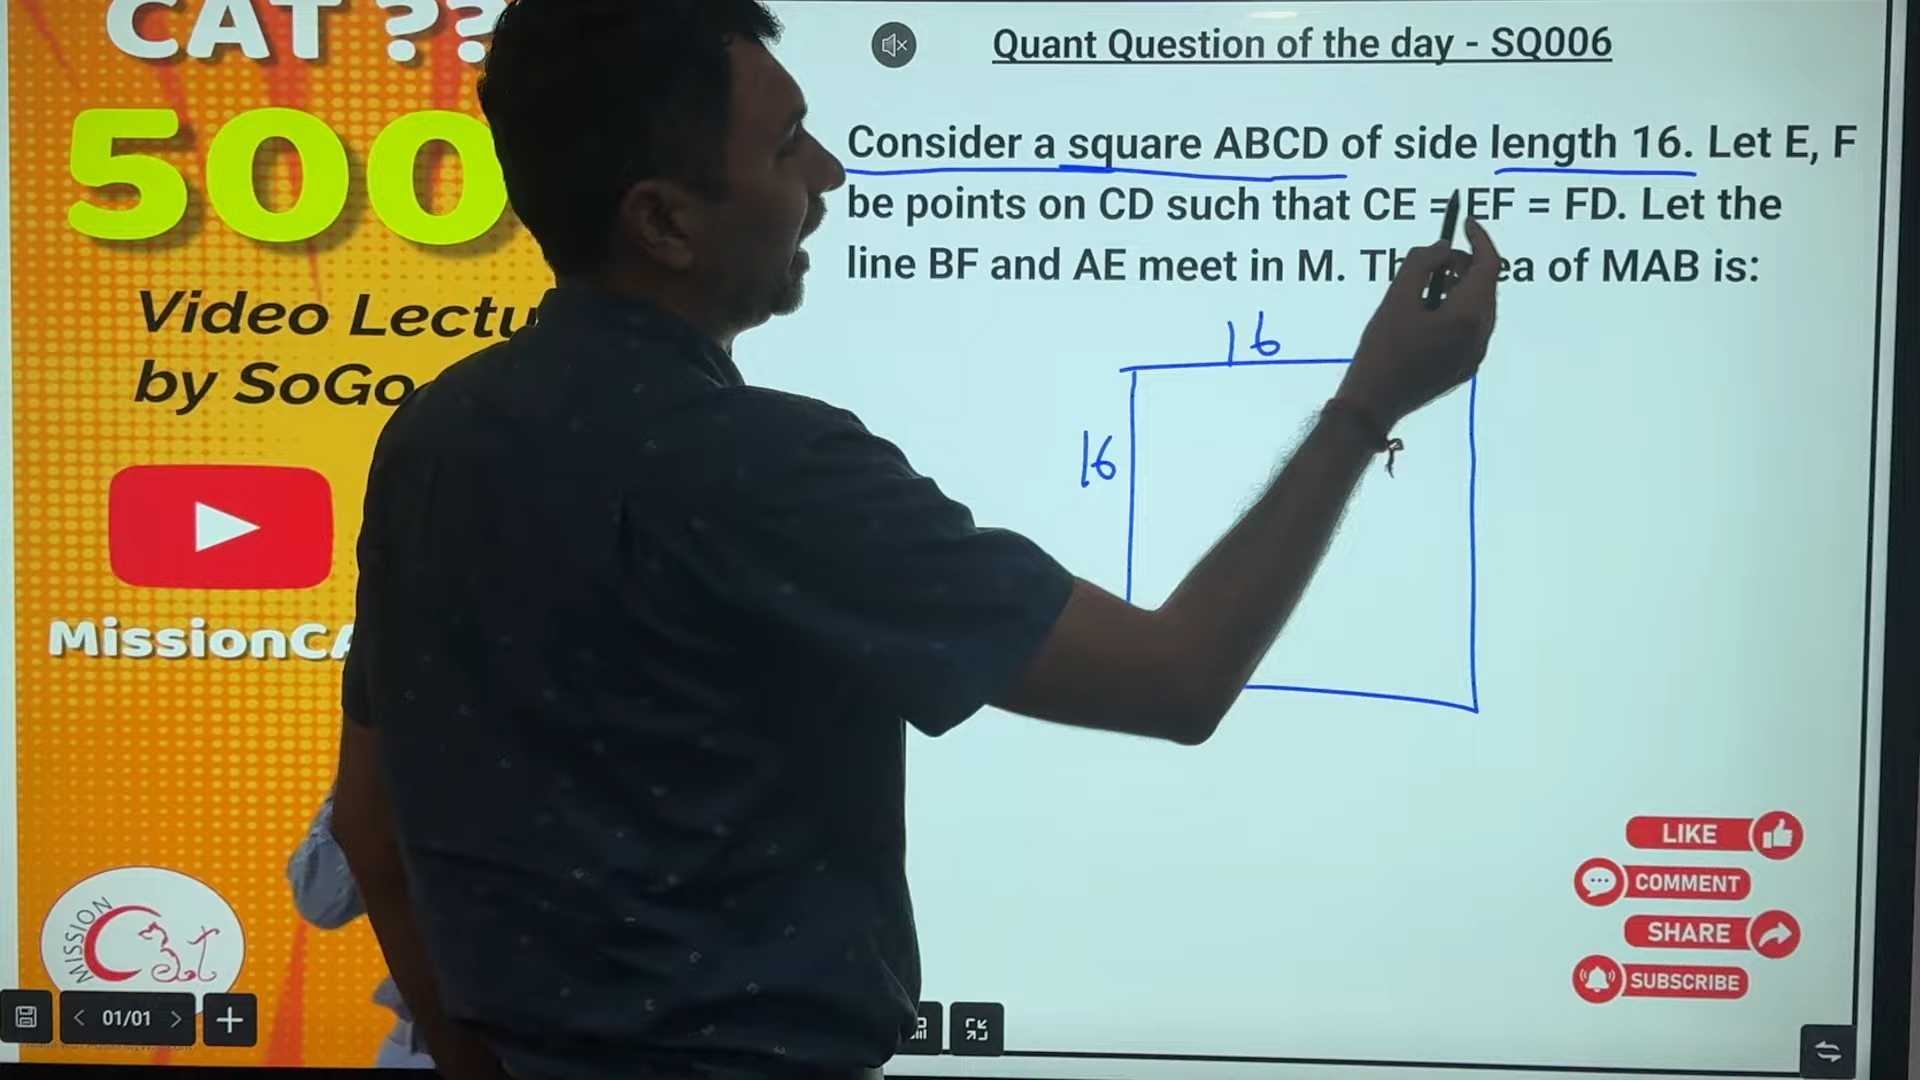 CAT ??
500
Video Lectu
by SoGo
MissionCA
MISSION
Cat
01/01
Quant Question of the day - SQ006
Consider a square ABCD of side length 16. Let E, F
be points on CD such that CE = EF = FD. Let the
line BF and AE meet in M. Th ea of MAB is:
16
16
LIKE
COMMENT
SHARE
SUBSCRIBE